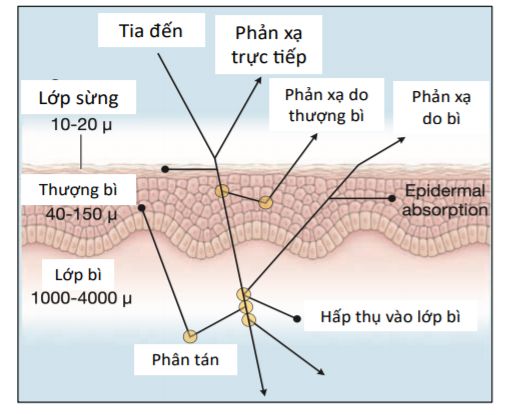 Tia đến
Phản xạ
trực tiếp
Lớp sừng
10-20 µ
Phản xạ do
thượng bì
Phản xạ
do bì
Thượng bì
40-150 µ
Epidermal
absorption
Lớp bì
1000-4000 µ
Hấp thụ vào lớp bì
Phân tán